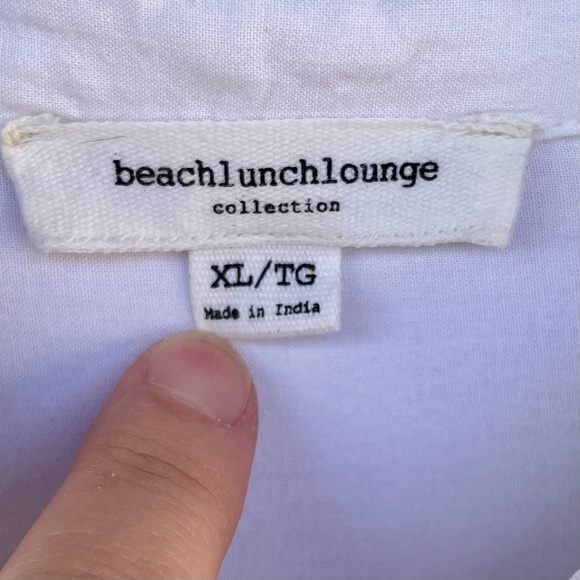 beachlunchlounge
collection
XL/TG
Made in India